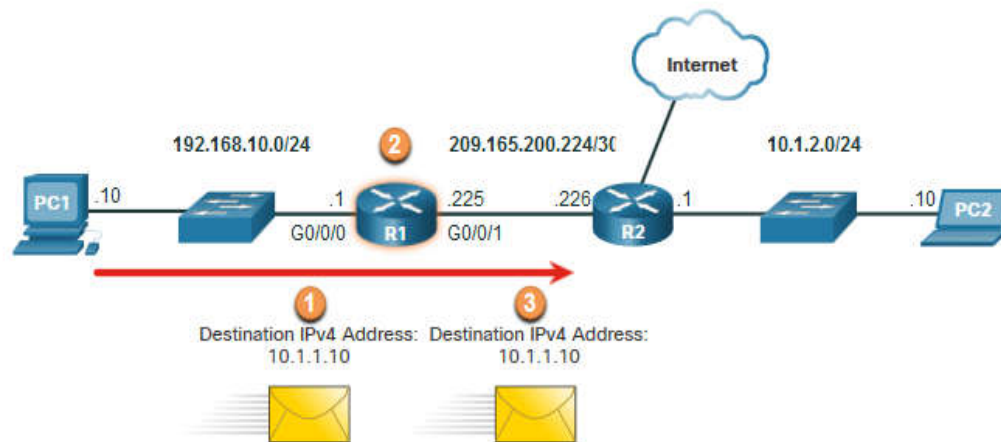 Internet
192.168.10.0/24
2
209.165.200.224/30
10.1.2.0/24
PC1
.10
.1
G0/0/0
R1
.225
G0/0/1
.226
R2
.1
.10
PC2
1
3
Destination IPv4 Address:
10.1.1.10
Destination IPv4 Address:
10.1.1.10